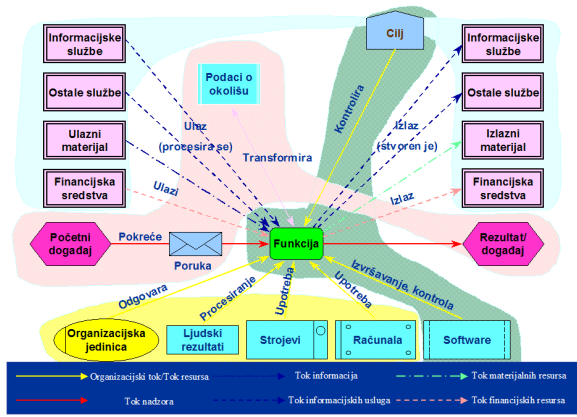 Informacijske
službe
Cilj
Informacijske
službe
Podaci o
okolišu
Ostale službe
Ostale službe
Kontrolira
Ulaz
(procesira se)
Izlaz
(stvoren je)
Ulazni
materijal
Izlazni
materijal
Transformira
Ulazi
Izlaz
Financijska
sredstva
Financijska
sredstva
Početni
događaj
Pokreće
Poruka
Funkcija
Rezultat/
događaj
Odgovara
Procesiranje
Upotreba
Upotreba
Izvršavanje, kontrola
Organizacijska
jedinica
Ljudski
rezultati
Strojevi
Računala
Software
Organizacijski tok/Tok resursa
Tok informacija
Tok materijalnih resursa
Tok nadzora
Tok informacijskih usluga
Tok financijskih resursa